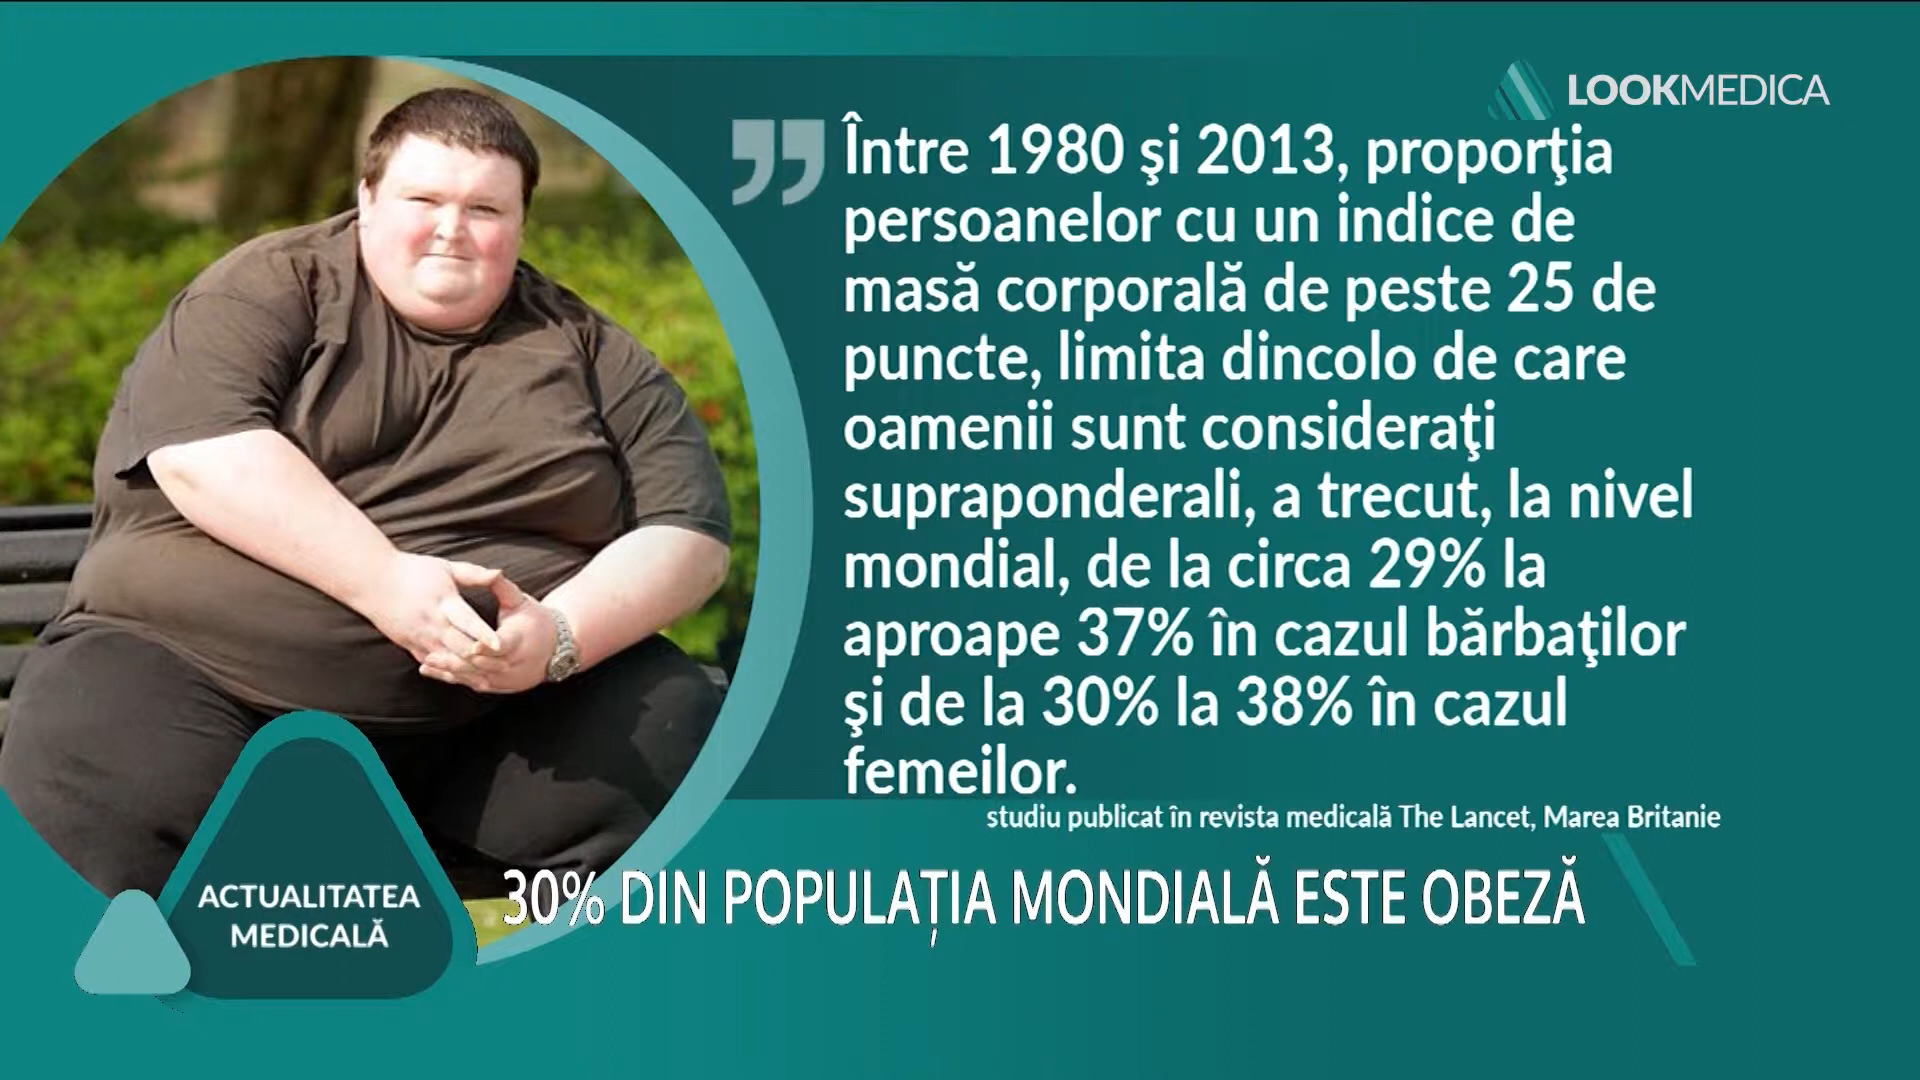 LOOKMEDICA
Între 1980 şi 2013, proporţia
persoanelor cu un indice de
masă corporală de peste 25 de
puncte, limita dincolo de care
oamenii sunt consideraţi
supraponderali, a trecut, la nivel
mondial, de la circa 29% la
aproape 37% în cazul bărbaţilor
şi de la 30% la 38% în cazul
femeilor.
studiu publicat în revista medicală The Lancet, Marea Britanie
30% DIN POPULAȚIA MONDIALĂ ESTE OBEZĂ
ACTUALITATEA
MEDICALĂ